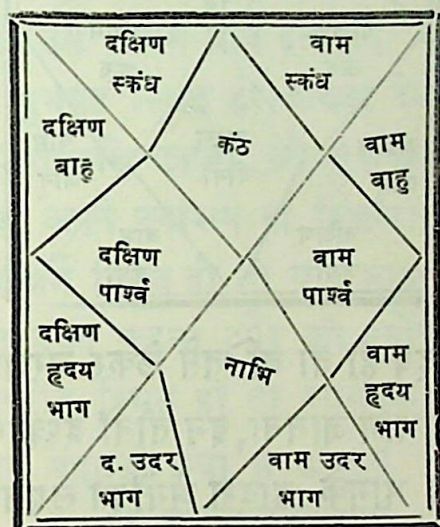 दक्षिण
स्कंध
वाम
स्कंध
दक्षिण
बाहु
कंठ
वाम
वाहु
दक्षिण
पार्श्व
वाम
पार्श्व
दक्षिण
हृदय
भाग
नाभि
वाम
हृदय
भाग
द. उदर
भाग
वाम उदर
भाग